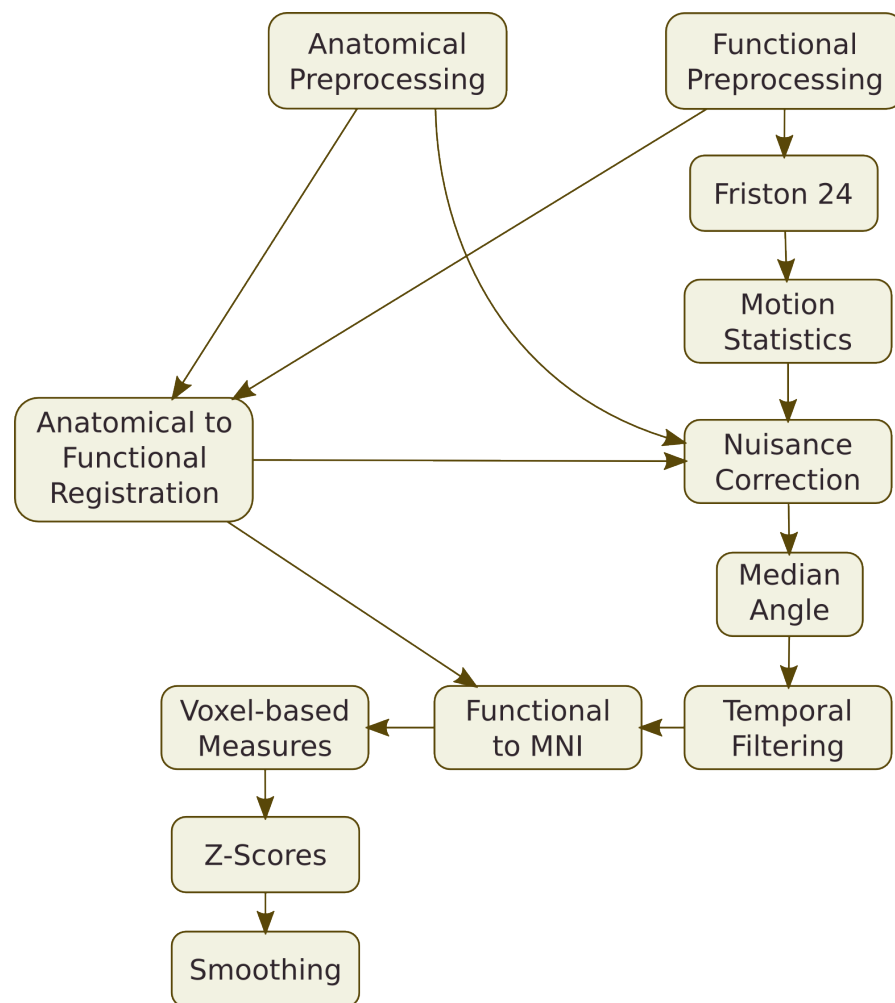 Anatomical
Preprocessing
Functional
Preprocessing
Friston 24
Motion
Statistics
Anatomical to
Functional
Registration
Nuisance
Correction
Median
Angle
Voxel-based
Measures
Functional
to MNI
Temporal
Filtering
Z-Scores
Smoothing